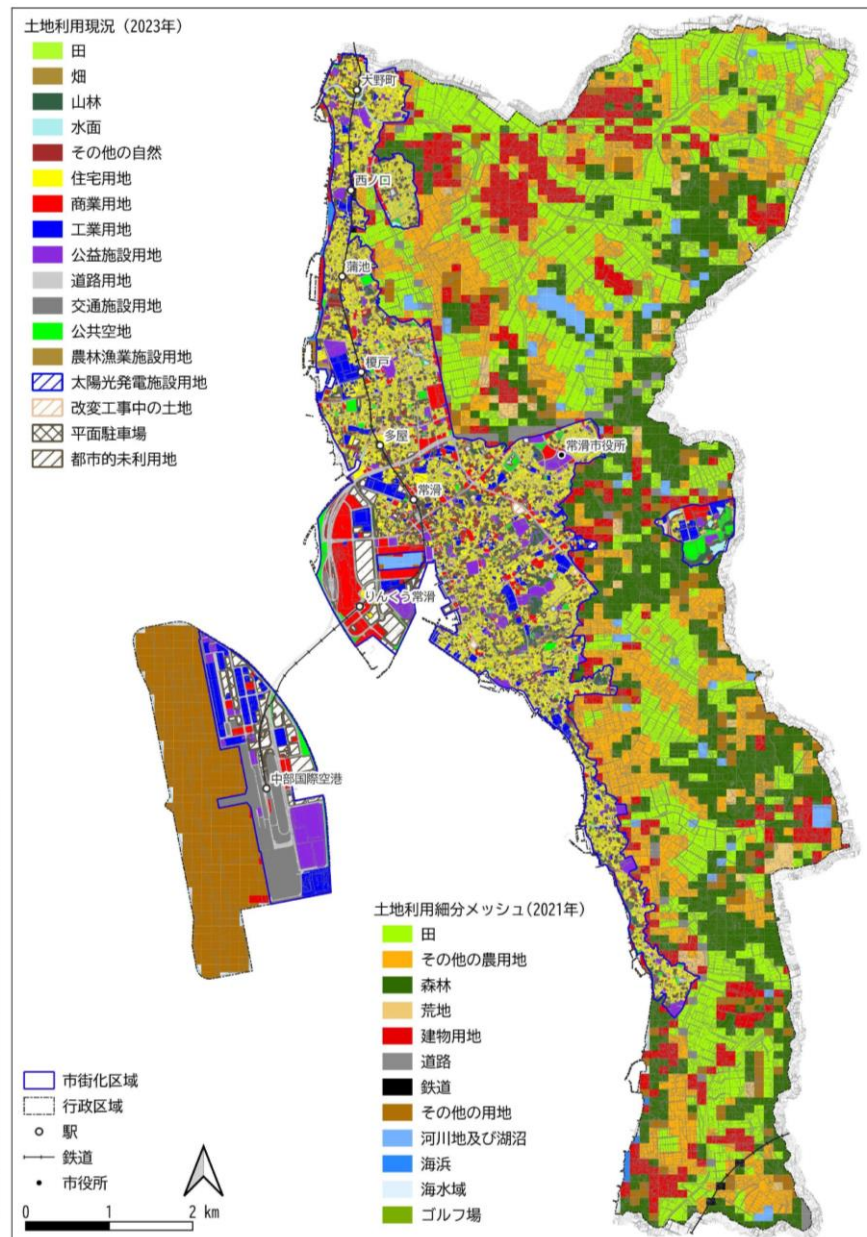 土地利用現況(2023年)
田
畑
山林
水面
その他の自然
住宅用地
商業用地
工業用地
公益施設用地
道路用地
交通施設用地
公共空地
農林漁業施設用地
太陽光発電施設用地
改変工事中の土地
平面駐車場
都市的未利用地
大野町
西ノ口
蒲池
榎戸
多屋
常滑市役所
常滑
りんくう常滑
中部国際空港
土地利用細分メッシュ(2021年)
田
その他の農用地
森林
荒地
建物用地
道路
鉄道
その他の用地
河川地及び湖沼
海浜
海水域
ゴルフ場
市街化区域
行政区域
駅
鉄道
市役所
0 1 2 km